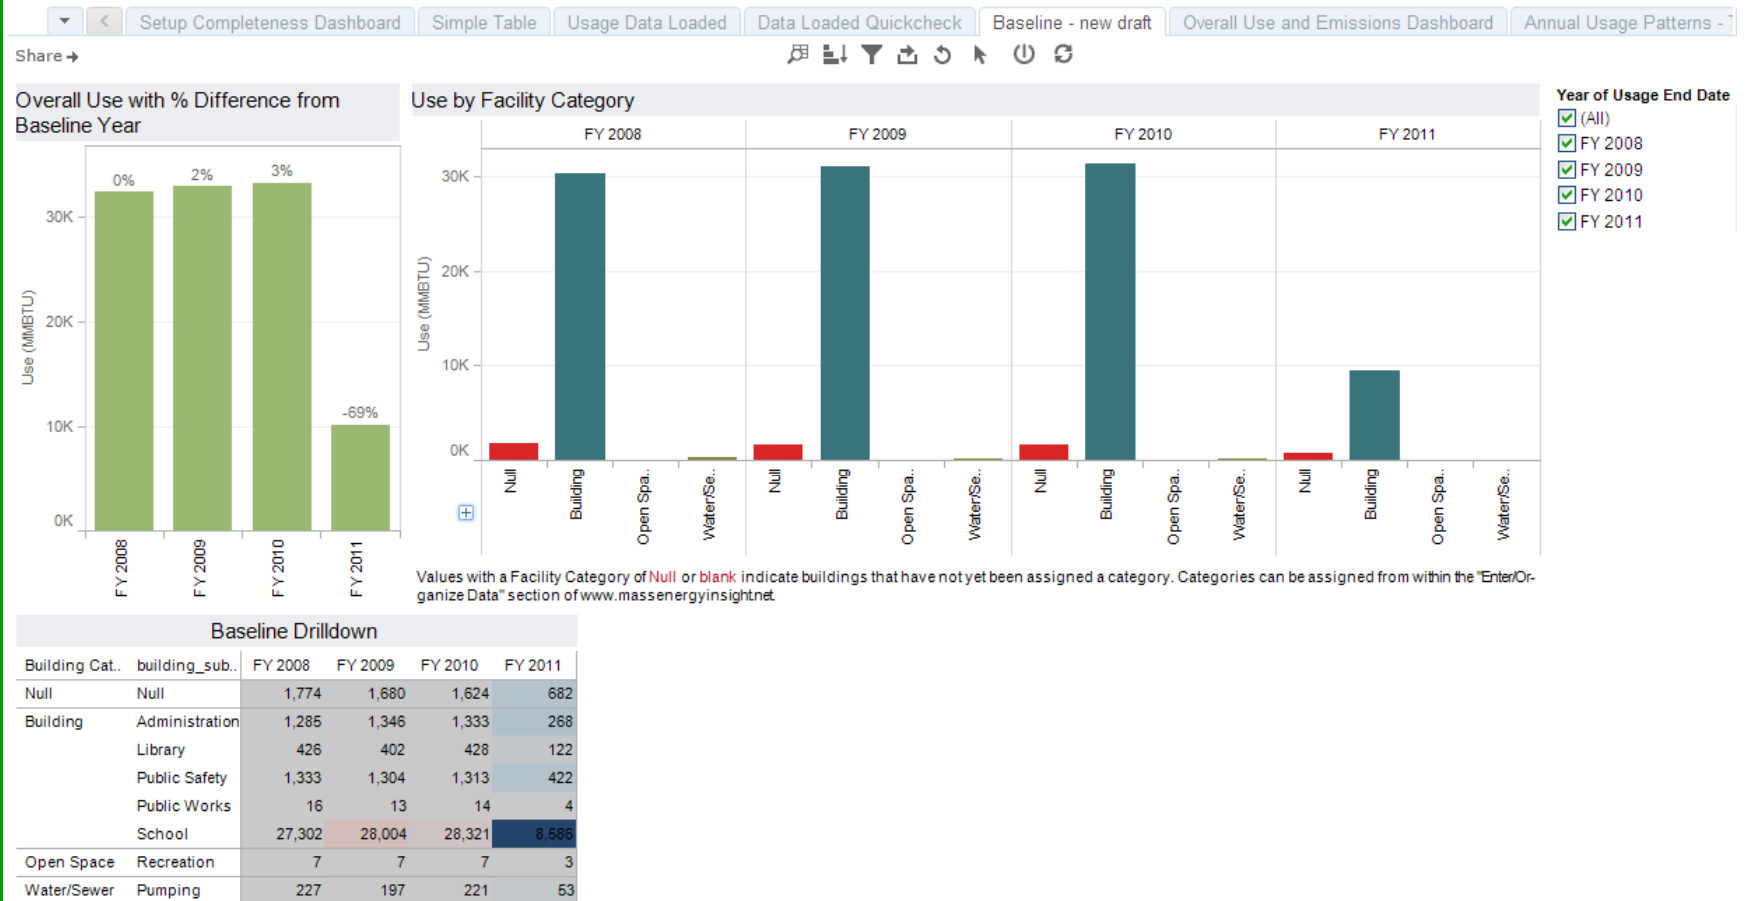 Setup Completeness Dashboard Simple Table Usage Data Loaded Data Loaded Quickcheck Baseline - new draft Overall Use and Emissions Dashboard Annual Usage Patterns -
Share
Overall Use with % Difference from
Baseline Year
0% 2% 3% -69%
30K
20K
10K
0K
Use (MMBTU)
FY 2008 FY 2009 FY 2010 FY 2011
Use by Facility Category
FY 2008 FY 2009 FY 2010 FY 2011
30K
20K
10K
0K
Use (MMBTU)
Null Building Open Spa.. Water/Se.. Null Building Open Spa.. Water/Se.. Null Building Open Spa.. Water/Se.. Null Building Open Spa.. Water/Se..
Values with a Facility Category of Null or blank indicate buildings that have not yet been assigned a category. Categories can be assigned from within the "Enter/Or-
ganize Data" section of www.massenergyinsight.net
Year of Usage End Date
(All)
FY 2008
FY 2009
FY 2010
FY 2011
Baseline Drilldown
Building Cat.. building_sub.. FY 2008 FY 2009 FY 2010 FY 2011
Null Null 1,774 1,680 1,624 682
Building Administration 1,285 1,346 1,333 268
Library 426 402 428 122
Public Safety 1,333 1,304 1,313 422
Public Works 16 13 14 4
School 27,302 28,004 28,321 8,586
Open Space Recreation 7 7 7 3
Water/Sewer Pumping 227 197 221 53